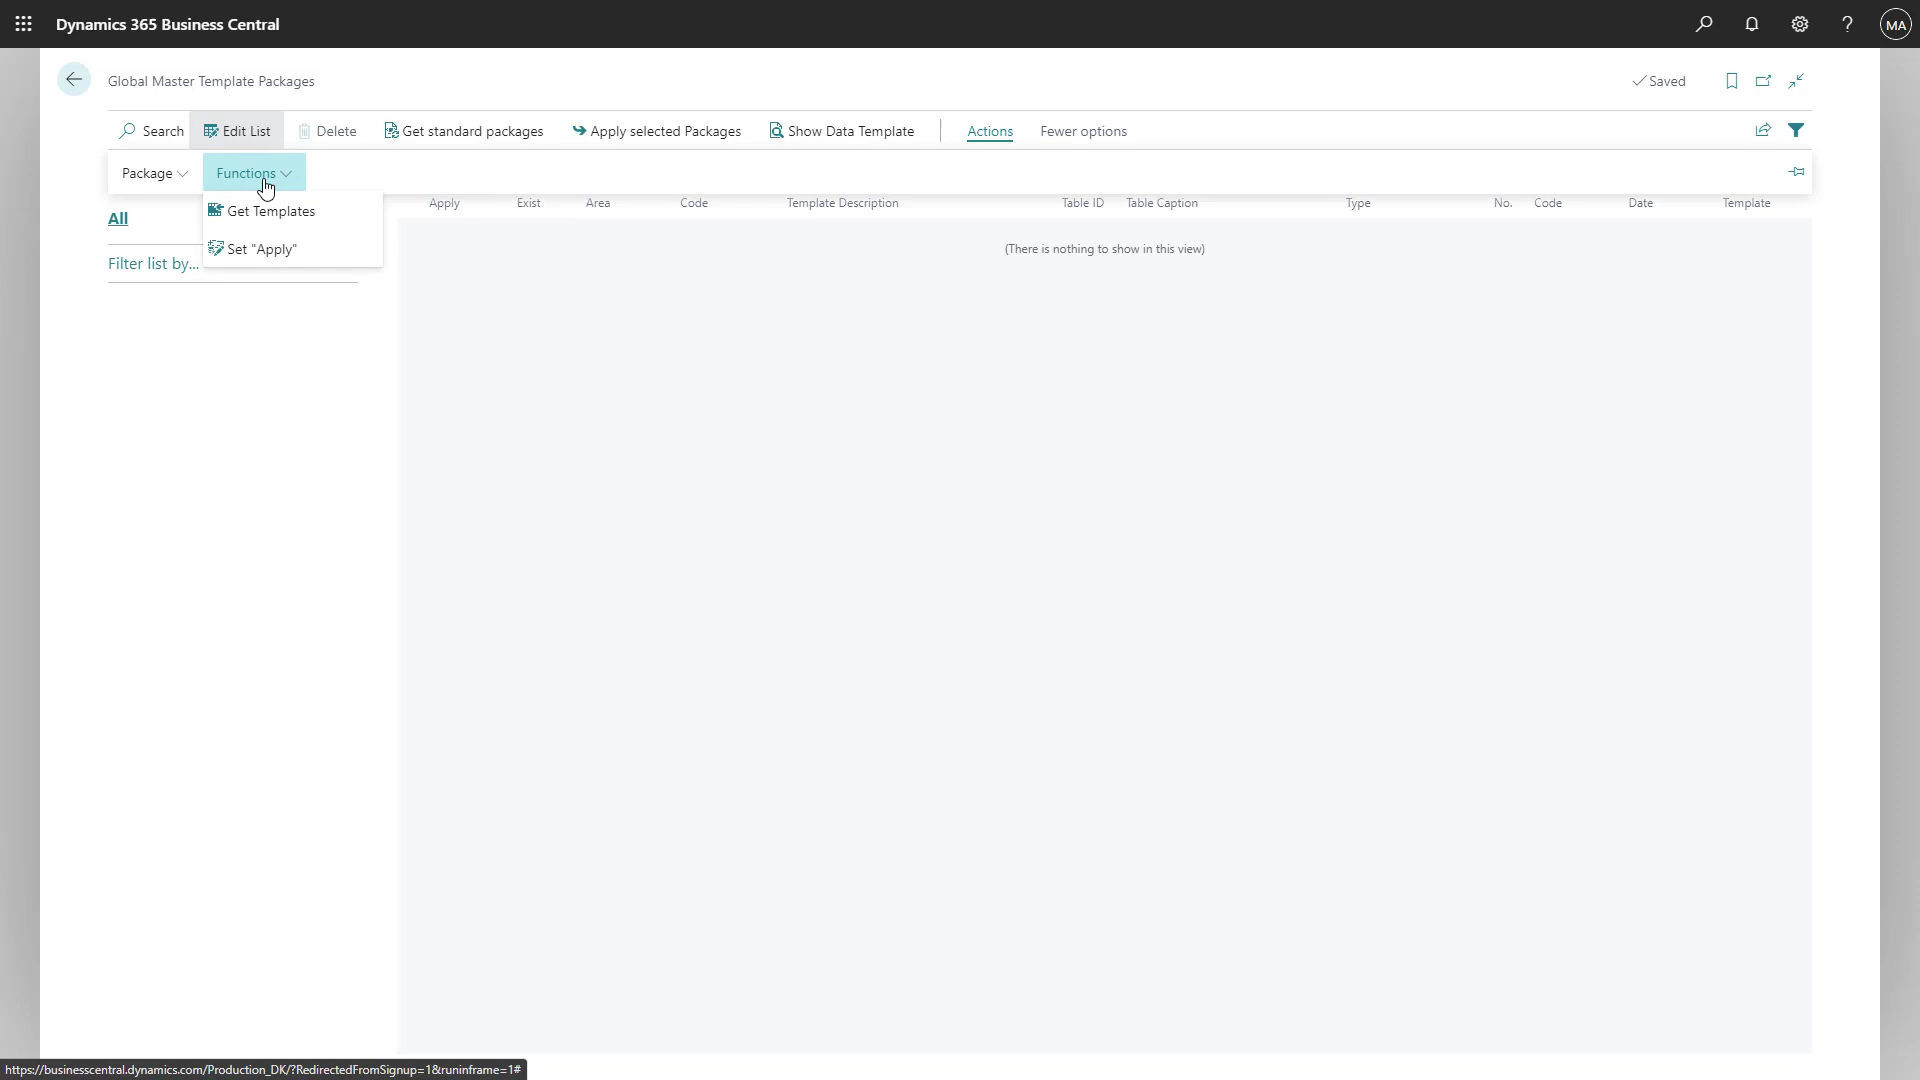 Dynamics 365 Business Central
MA
Global Master Template Packages
Saved
Search
Edit List
Delete
Get standard packages
Apply selected Packages
Show Data Template
Actions
Fewer options
Package
Functions
Get Templates
Set "Apply"
All
Filter list by...
Apply
Exist
Area
Code
Template Description
Table ID
Table Caption
Type
No.
Code
Date
Template
(There is nothing to show in this view)
https://businesscentral.dynamics.com/Production_DK/?RedirectedFromSignup=1&runinframe=1#